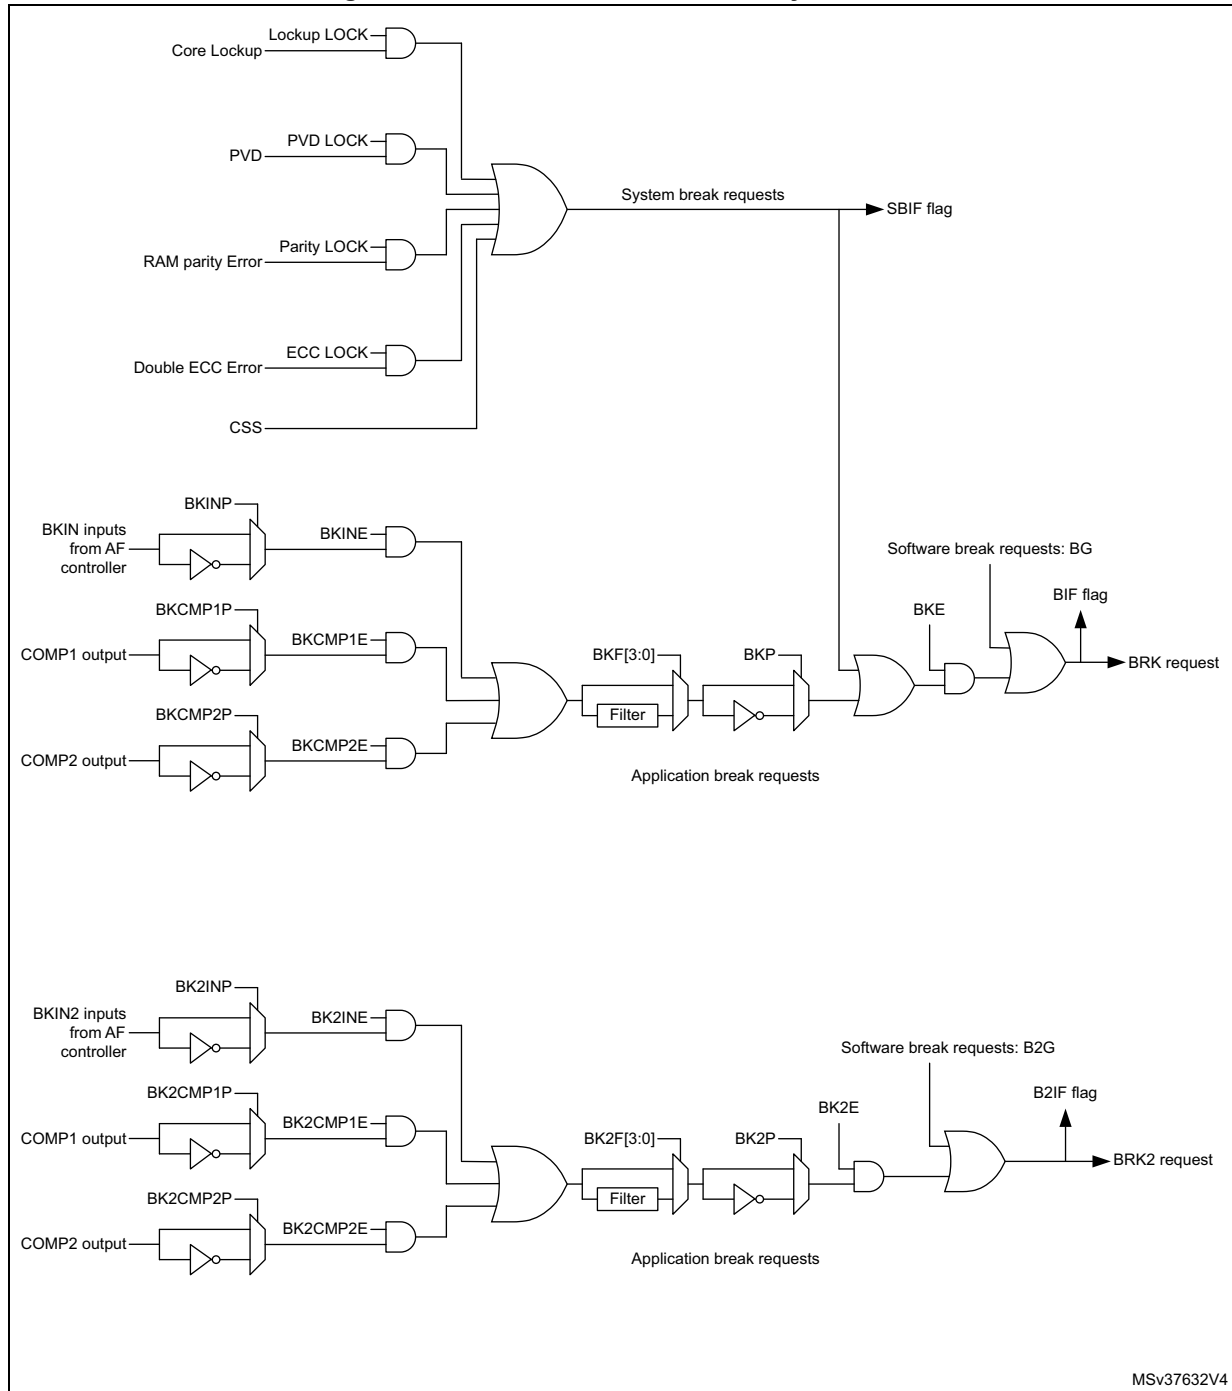 Lockup LOCK
Core Lockup
PVD LOCK
PVD
System break requests
SBIF flag
Parity LOCK
RAM parity Error
ECC LOCK
Double ECC Error
CSS
BKINP
BKIN inputs
from AF
controller
BKINE
Software break requests: BG
BIF flag
BKCMP1P
BKCMP1E
COMP1 output
BKE
BKF[3:0]
BKP
BRK request
BKCMP2P
Filter
BKCMP2E
COMP2 output
Application break requests
BK2INP
BKIN2 inputs
from AF
controller
BK2INE
Software break requests: B2G
B2IF flag
BK2CMP1P
BK2CMP1E
COMP1 output
BK2E
BK2F[3:0]
BK2P
BRK2 request
BK2CMP2P
Filter
BK2CMP2E
COMP2 output
Application break requests
MSv37632V4